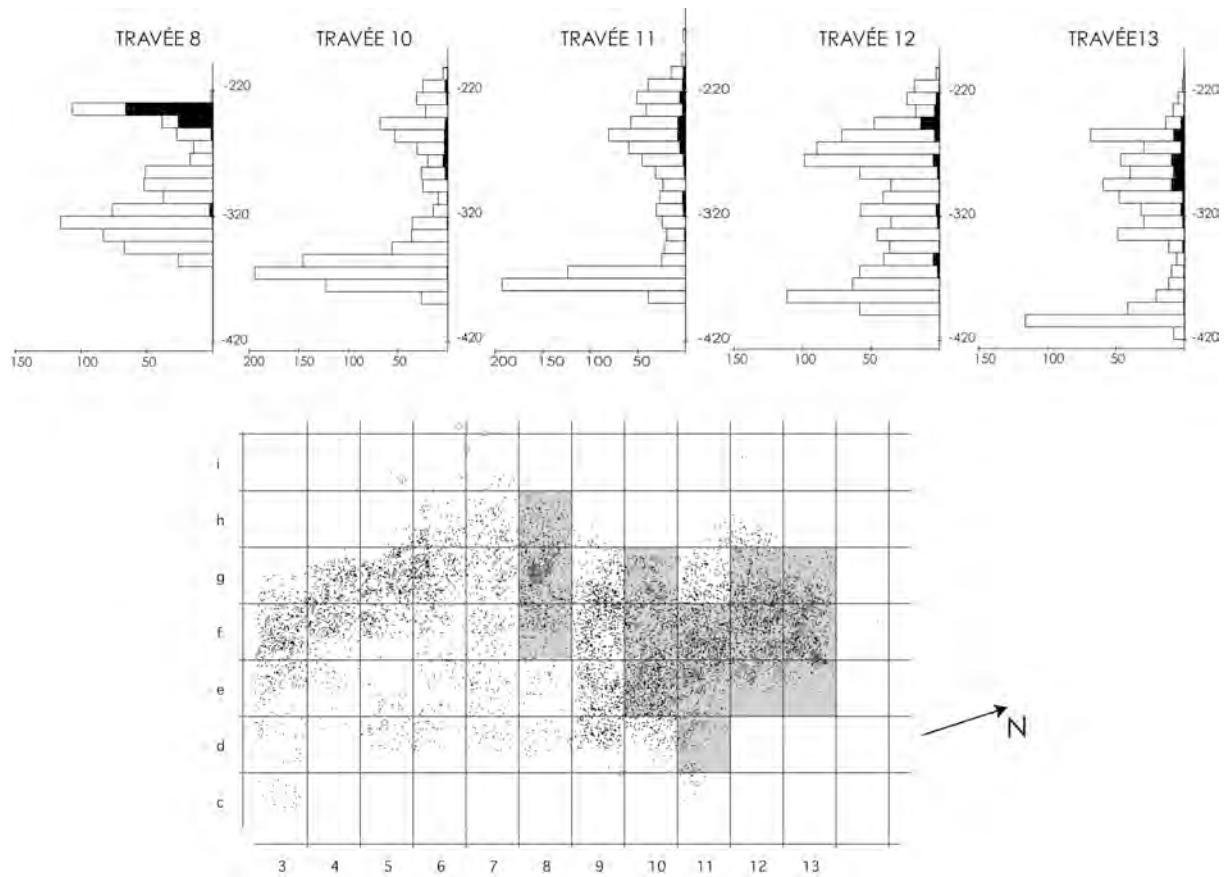 TRAVÉE 8 TRAVÉE 10 TRAVÉE 11 TRAVÉE 12 TRAVÉE13
-220 -220 -220 -220 -220
-320 -320 -320 -320 -320
-420 -420 -420 -420 -420
150 100 50 200 150 100 50 200 150 100 50 150 100 50 150 100 50
i
h
g
f
e
d
c
N
3 4 5 6 7 8 9 10 11 12 13